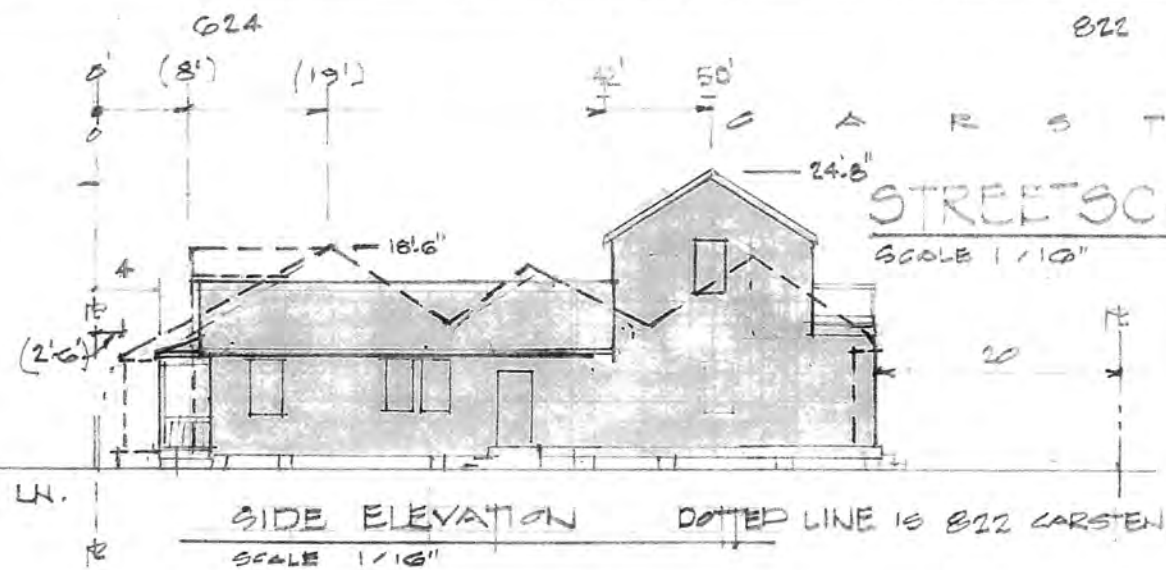 624
822
8' (8') (19') 42' 50'
0
C A R S T
24'8"
STREETSC
SCALE 1/16"
18'6"
4
(2'6")
20
LN.
SIDE ELEVATION
DOTTED LINE IS 822 CARSTEN
SCALE 1/16"